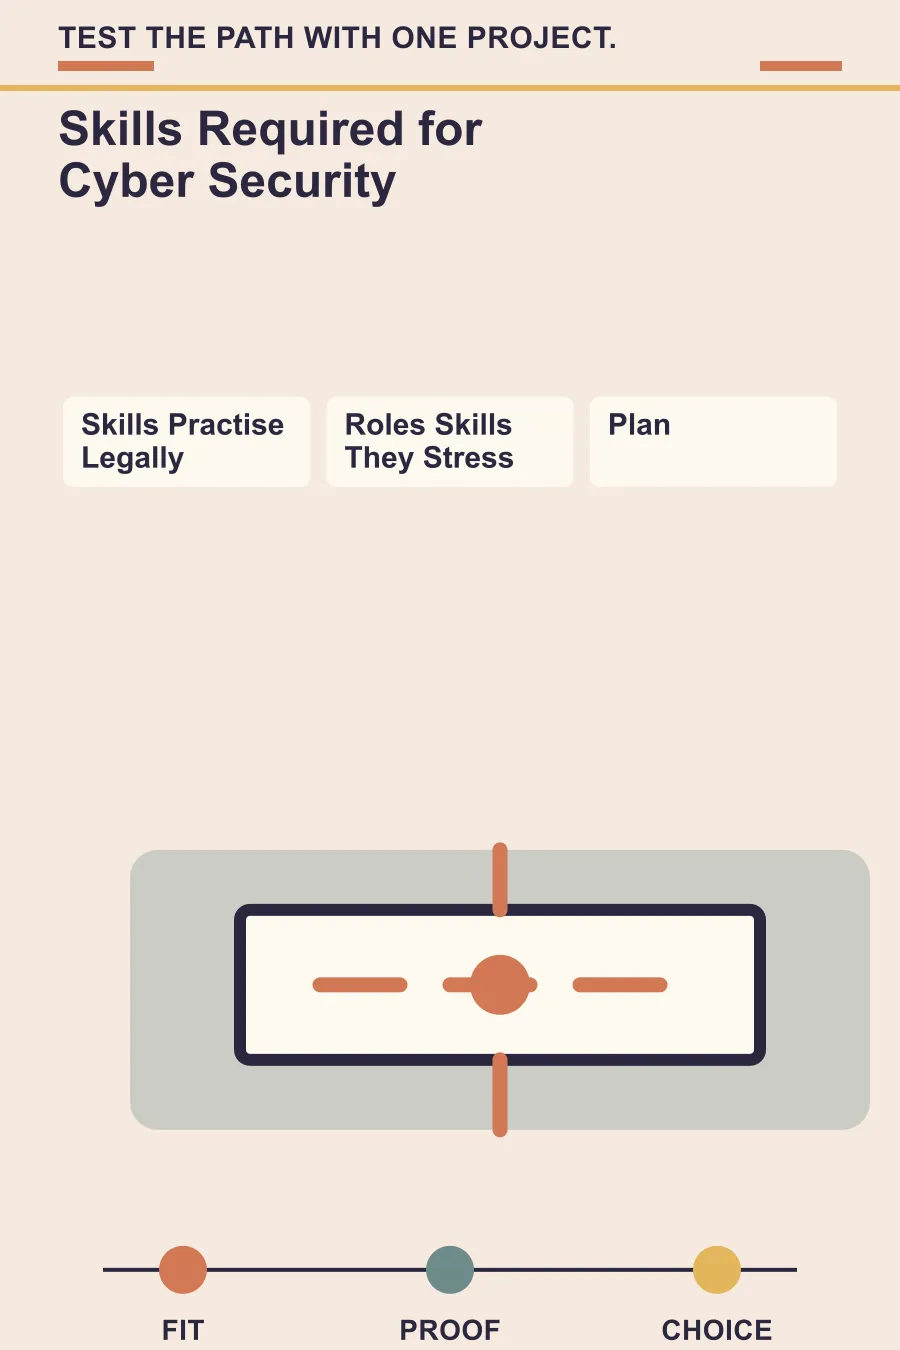 TEST THE PATH WITH ONE PROJECT.
Skills Required for
Cyber Security
Skills Practise
Legally
Roles Skills
They Stress
Plan
FIT
PROOF
CHOICE